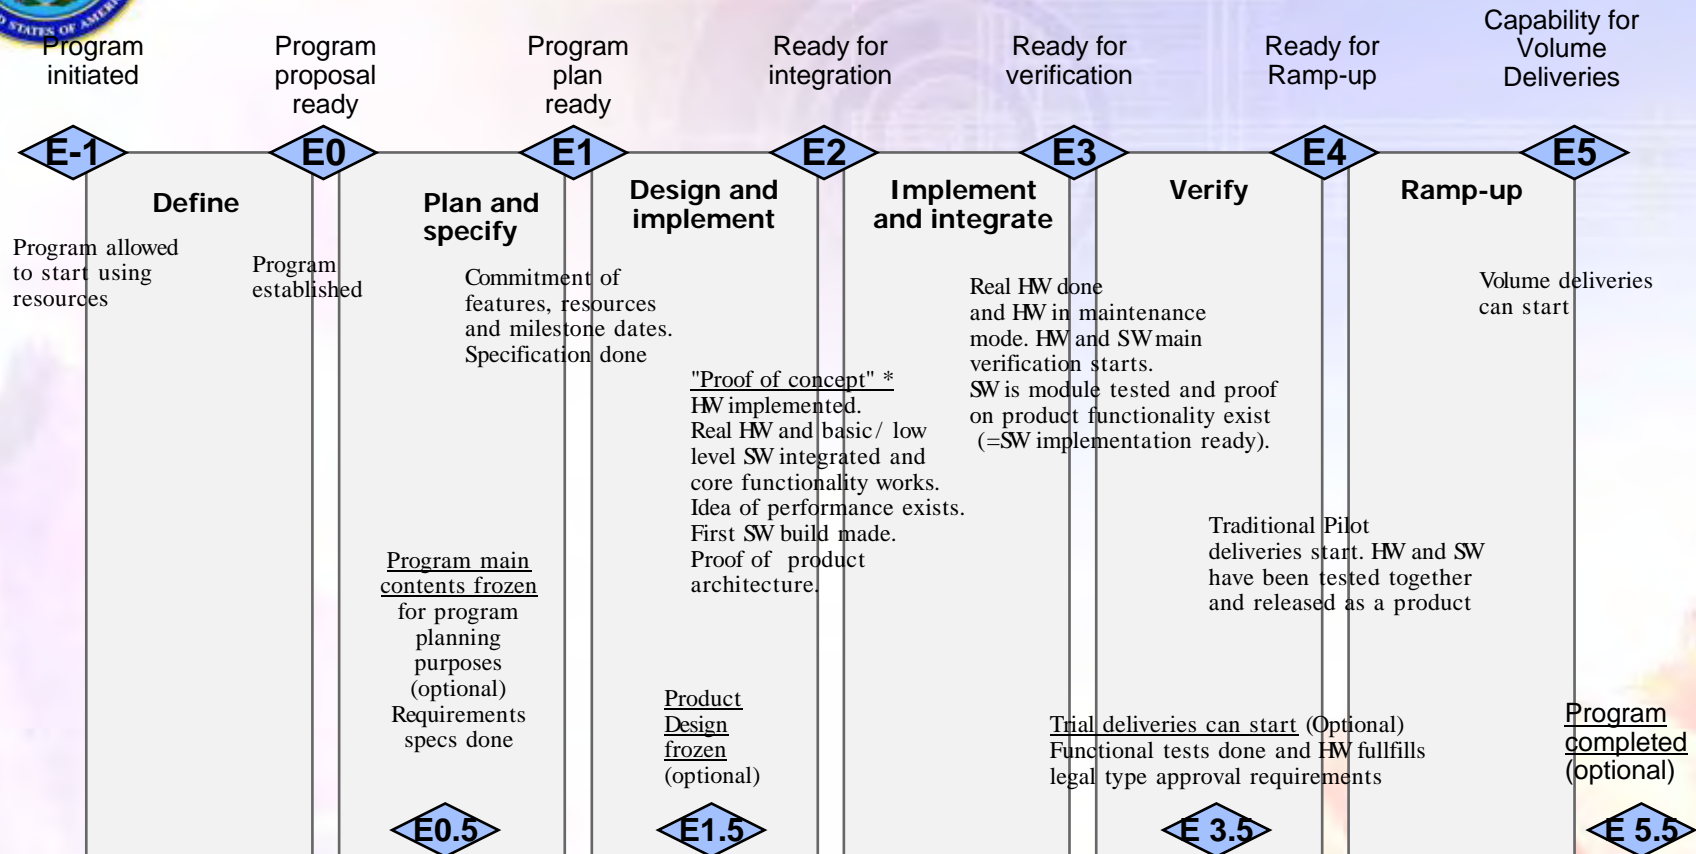 STATES OF AMERI
Program
initiated
Program
proposal
ready
Program
plan
ready
Ready for
integration
Ready for
verification
Ready for
Ramp-up
Capability for
Volume
Deliveries
E-1
E0
E1
E2
E3
E4
E5
Define
Plan and
specify
Design and
implement
Implement
and integrate
Verify
Ramp-up
Program allowed
to start using
resources
Program
established
Commitment of
features, resources
and milestone dates.
Specification done
"Proof of concept" *
HW implemented.
Real HW and basic/ low
level SW integrated and
core functionality works.
Idea of performance exists.
First SW build made.
Proof of product
architecture.
Real HW done
and HW in maintenance
mode. HW and SW main
verification starts.
SW is module tested and proof
on product functionality exist
(=SW implementation ready).
Traditional Pilot
deliveries start. HW and SW
have been tested together
and released as a product
Volume deliveries
can start
Program main
contents frozen
for program
planning
purposes
(optional)
Requirements
specs done
Product
Design
frozen
(optional)
Trial deliveries can start (Optional)
Functional tests done and HW fullfills
legal type approval requirements
Program
completed
(optional)
E0.5
E1.5
E 3.5
E 5.5